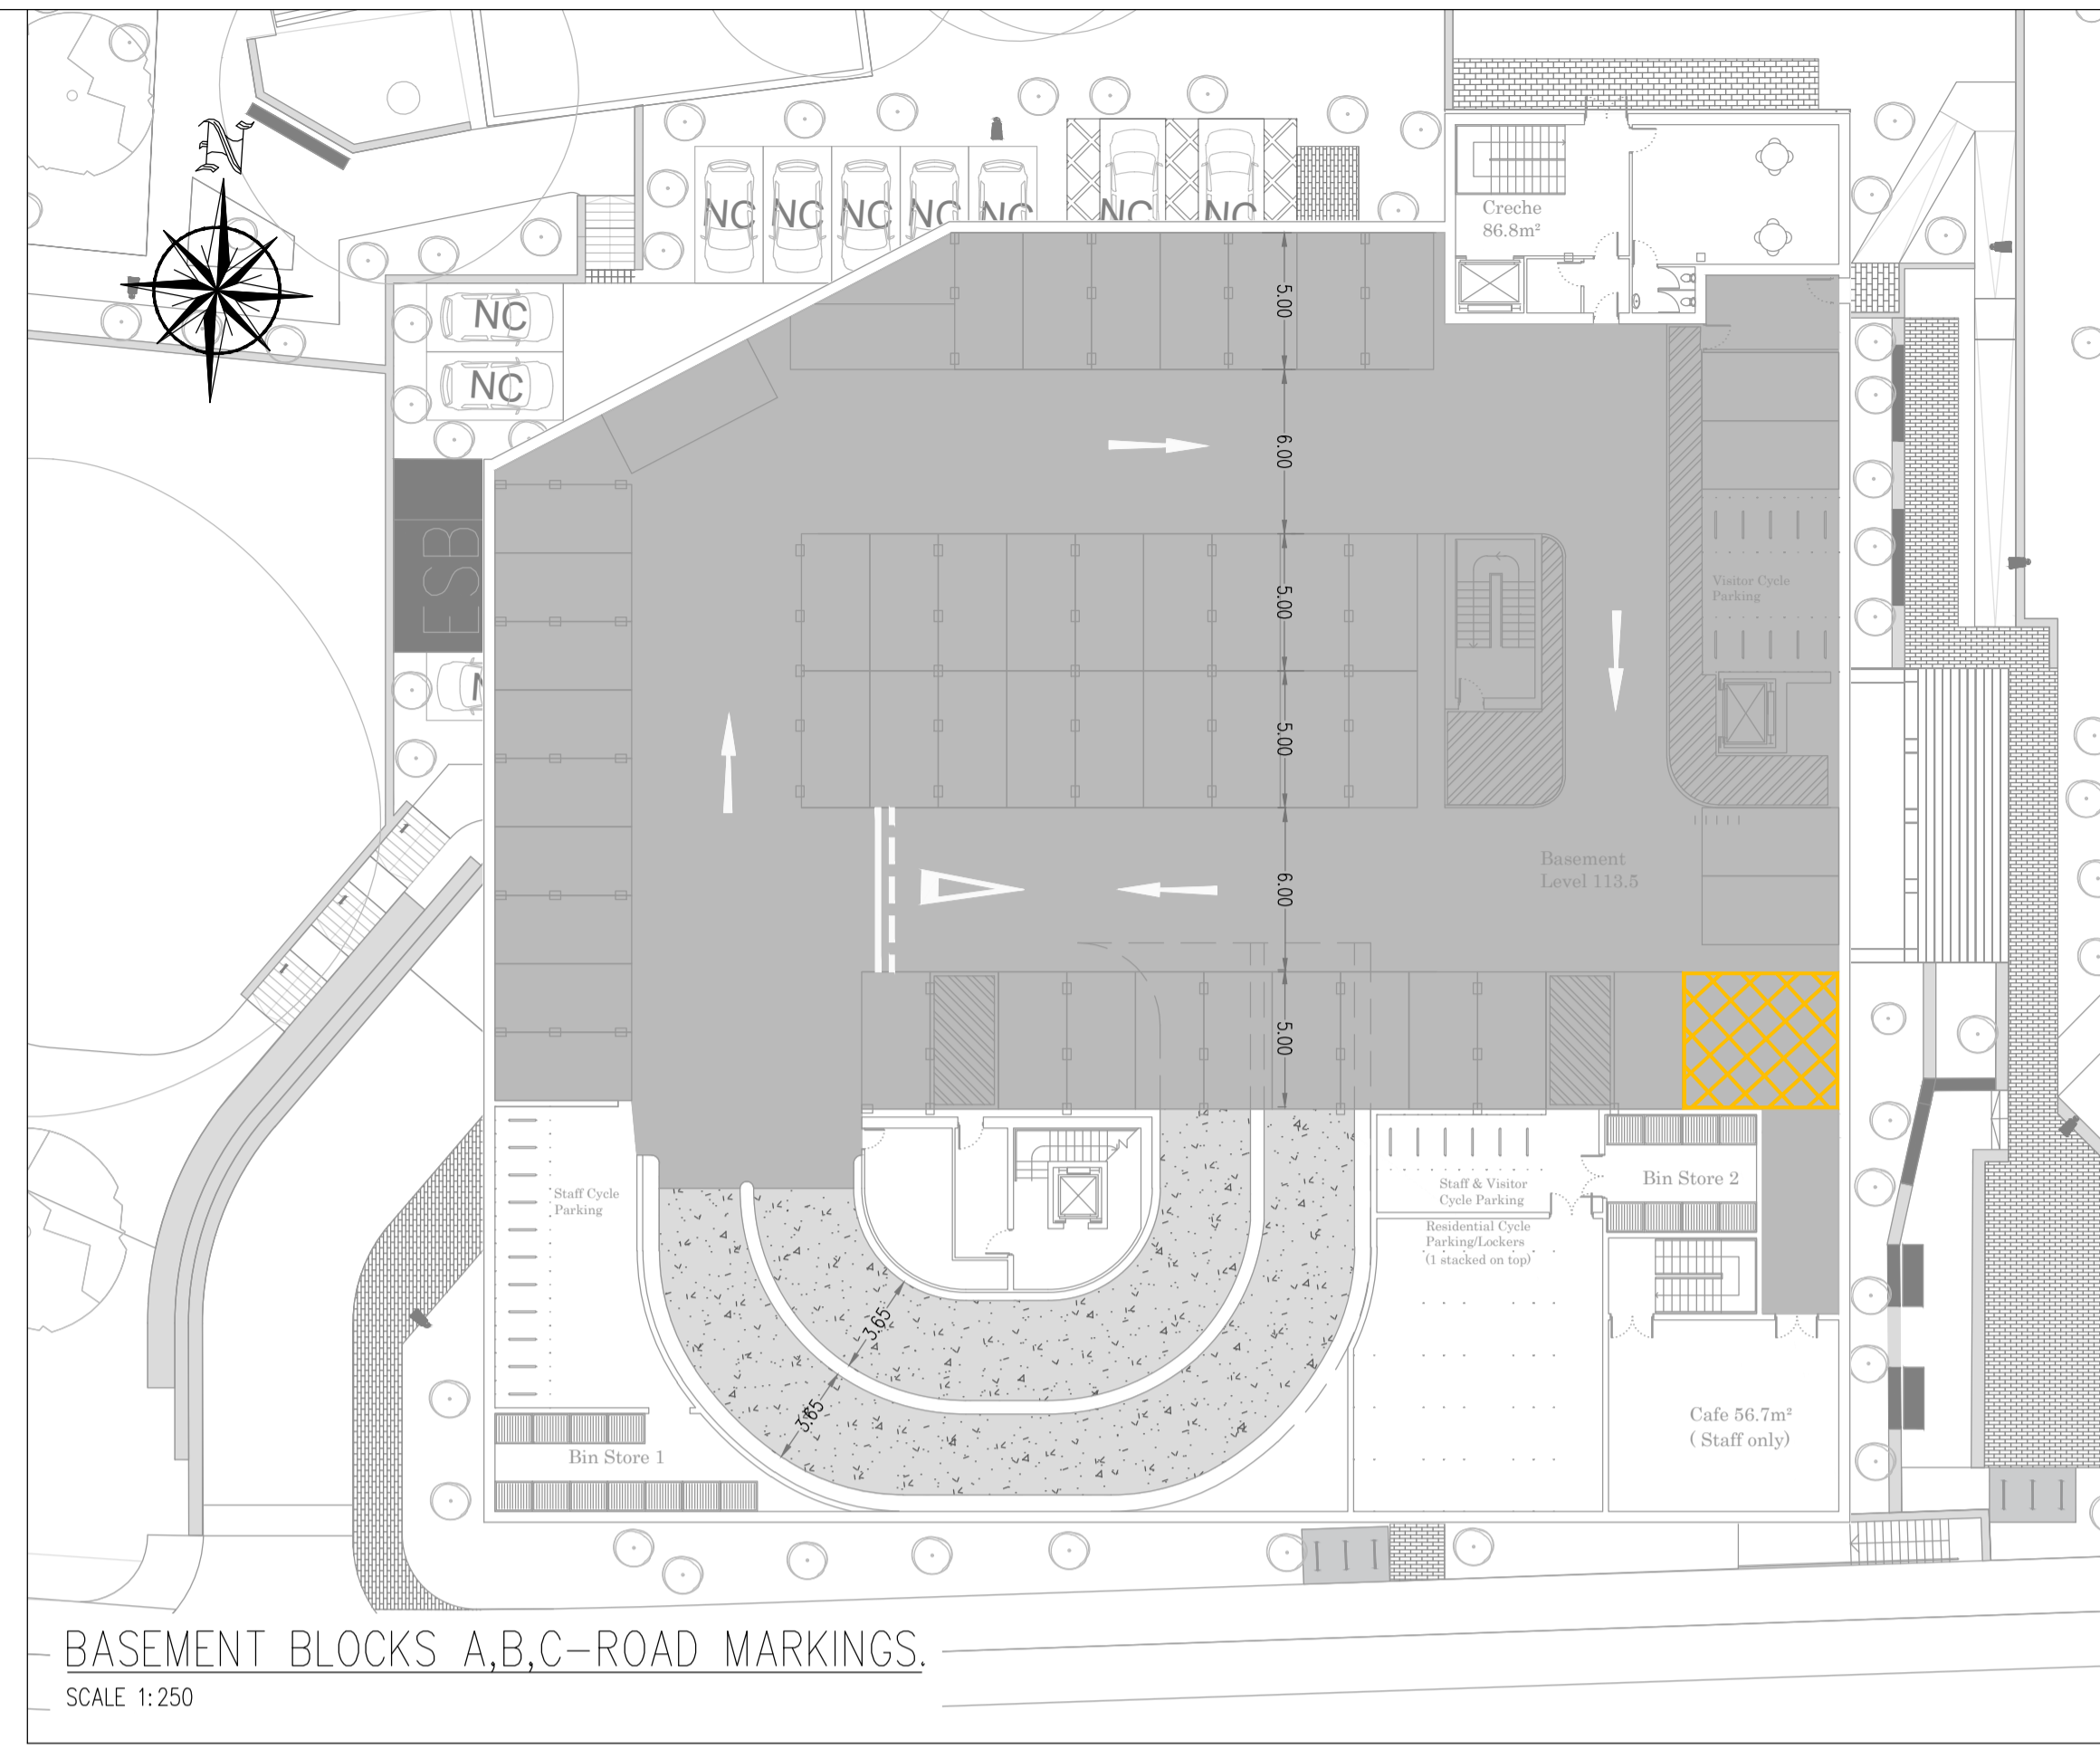 N
NC
NC
NC
NC
NC
NC
NC
Creche
86.8m²
NC
NC
5.00
6.00
ESB
5.00
Visitor Cycle
Parking
N
5.00
6.00
Basement
Level 113.5
5.00
Staff Cycle
Parking
Staff & Visitor
Cycle Parking
Bin Store 2
Residential Cycle
Parking/Lockers
(1 stacked on top)
3.65
3.65
Cafe 56.7m²
( Staff only)
Bin Store 1
BASEMENT BLOCKS A,B,C-ROAD MARKINGS.
SCALE 1:250